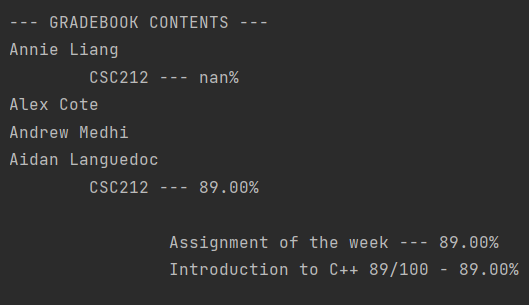 --- GRADEBOOK CONTENTS ---
Annie Liang
CSC212 --- nan%
Alex Cote
Andrew Medhi
Aidan Languedoc
CSC212 --- 89.00%
Assignment of the week --- 89.00%
Introduction to C++ 89/100 - 89.00%